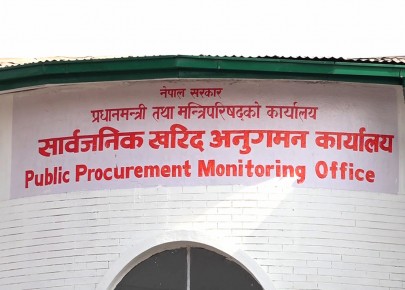 नेपाल सरकार
प्रधानमन्त्री तथा मन्त्रिपरिषद्को कार्यालय
सार्वजनिक खरिद अनुगमन कार्यालय
Public Procurement Monitoring Office